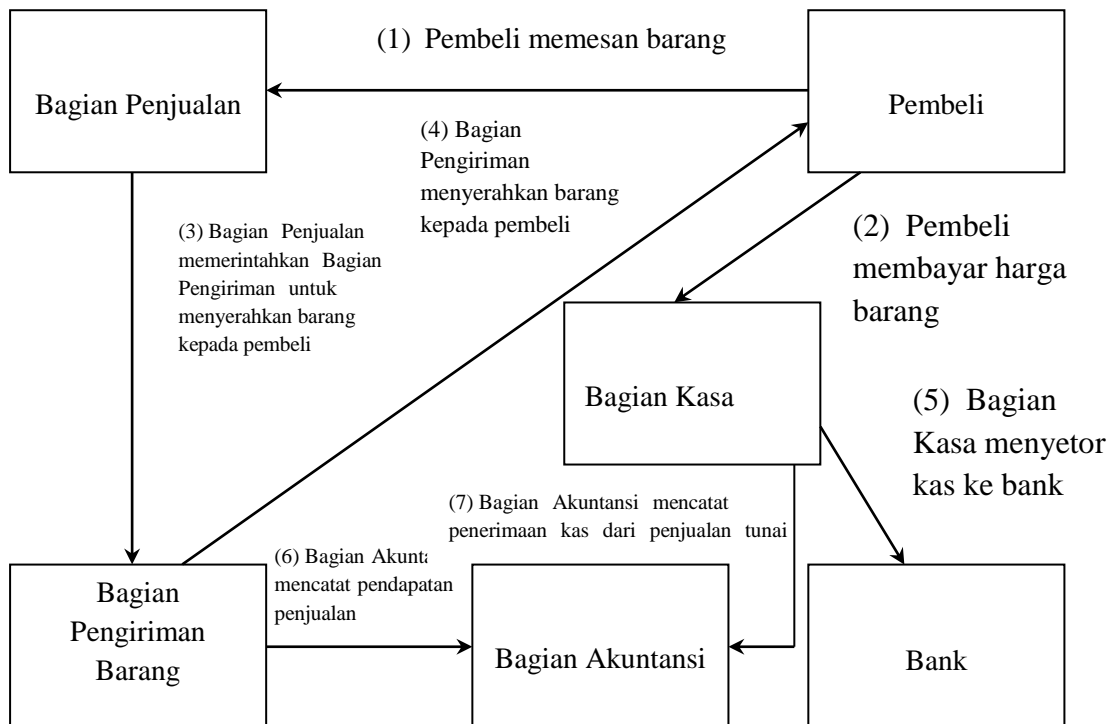 (1) Pembeli memesan barang
Bagian Penjualan
Pembeli
(4) Bagian
Pengiriman
menyerahkan barang
kepada pembeli
(3) Bagian Penjualan
memerintahkan Bagian
Pengiriman untuk
menyerahkan barang
kepada pembeli
(2) Pembeli
membayar harga
barang
Bagian Kasa
(5) Bagian
Kasa menyetor
kas ke bank
(7) Bagian Akuntansi mencatat
penerimaan kas dari penjualan tunai
(6) Bagian Akunta
mencatat pendapatan
penjualan
Bagian
Pengiriman
Barang
Bagian Akuntansi
Bank